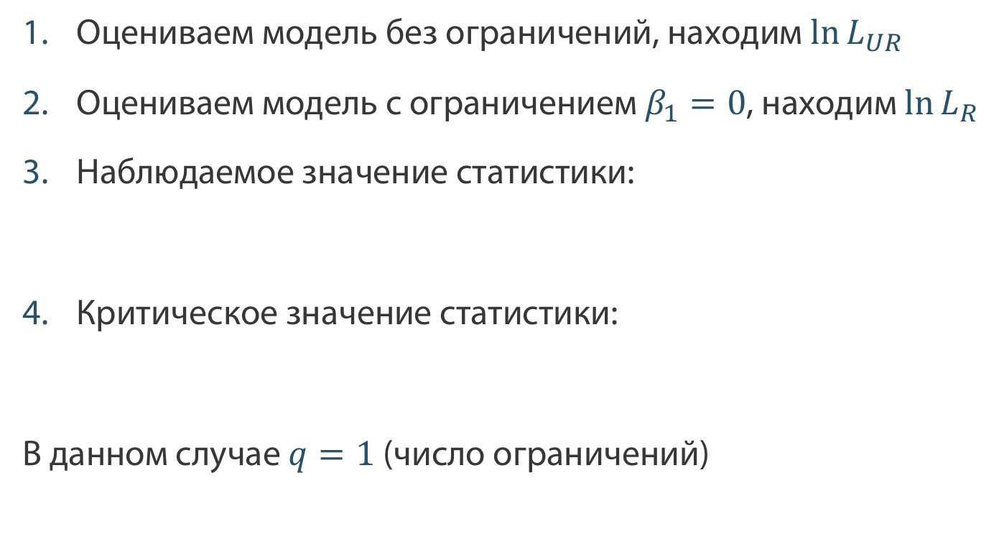 1. Оцениваем модель без ограничений, находим ln L_{UR}
2. Оцениваем модель с ограничением β_1 = 0, находим ln L_R
3. Наблюдаемое значение статистики:
4. Критическое значение статистики:
В данном случае q = 1 (число ограничений)